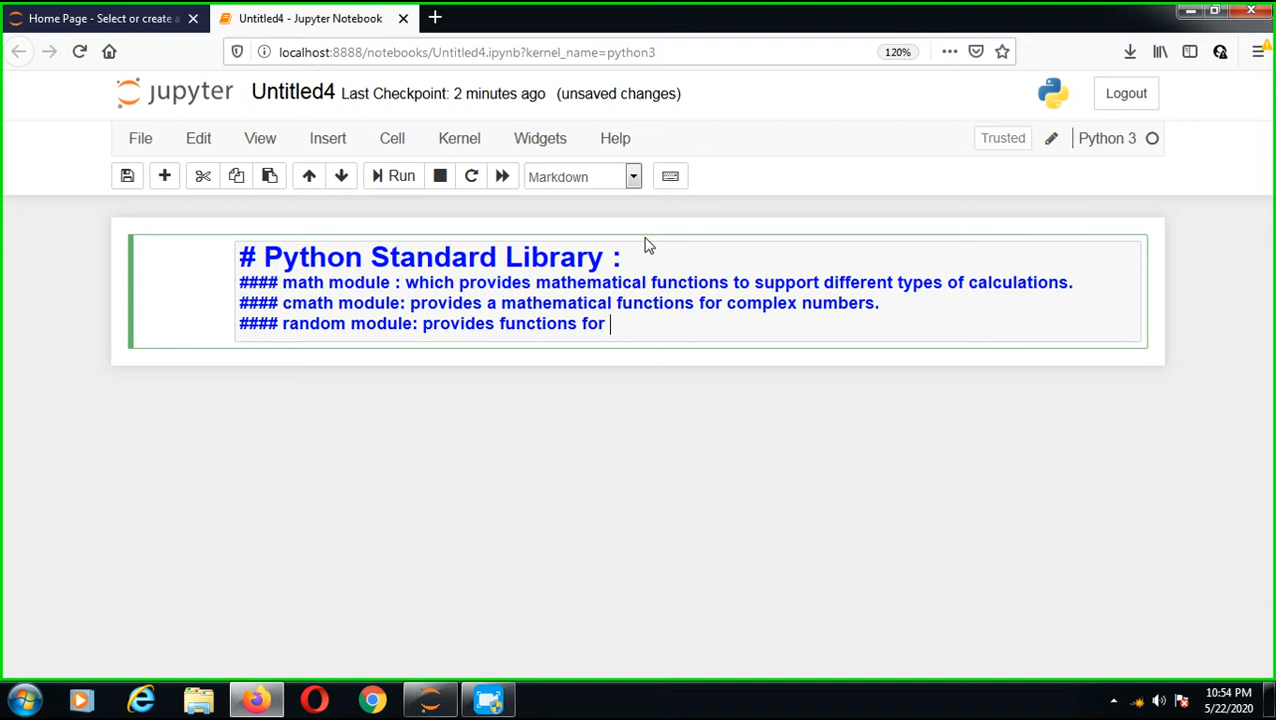 Home Page - Select or create a
Untitled4 - Jupyter Notebook
localhost:8888/notebooks/Untitled4.ipynb?kernel_name=python3
120%
jupyter Untitled4 Last Checkpoint: 2 minutes ago (unsaved changes)
Logout
File Edit View Insert Cell Kernel Widgets Help
Trusted
Python 3
Run
Markdown
# Python Standard Library :
#### math module : which provides mathematical functions to support different types of calculations.
#### cmath module: provides a mathematical functions for complex numbers.
#### random module: provides functions for
10:54 PM
5/22/2020